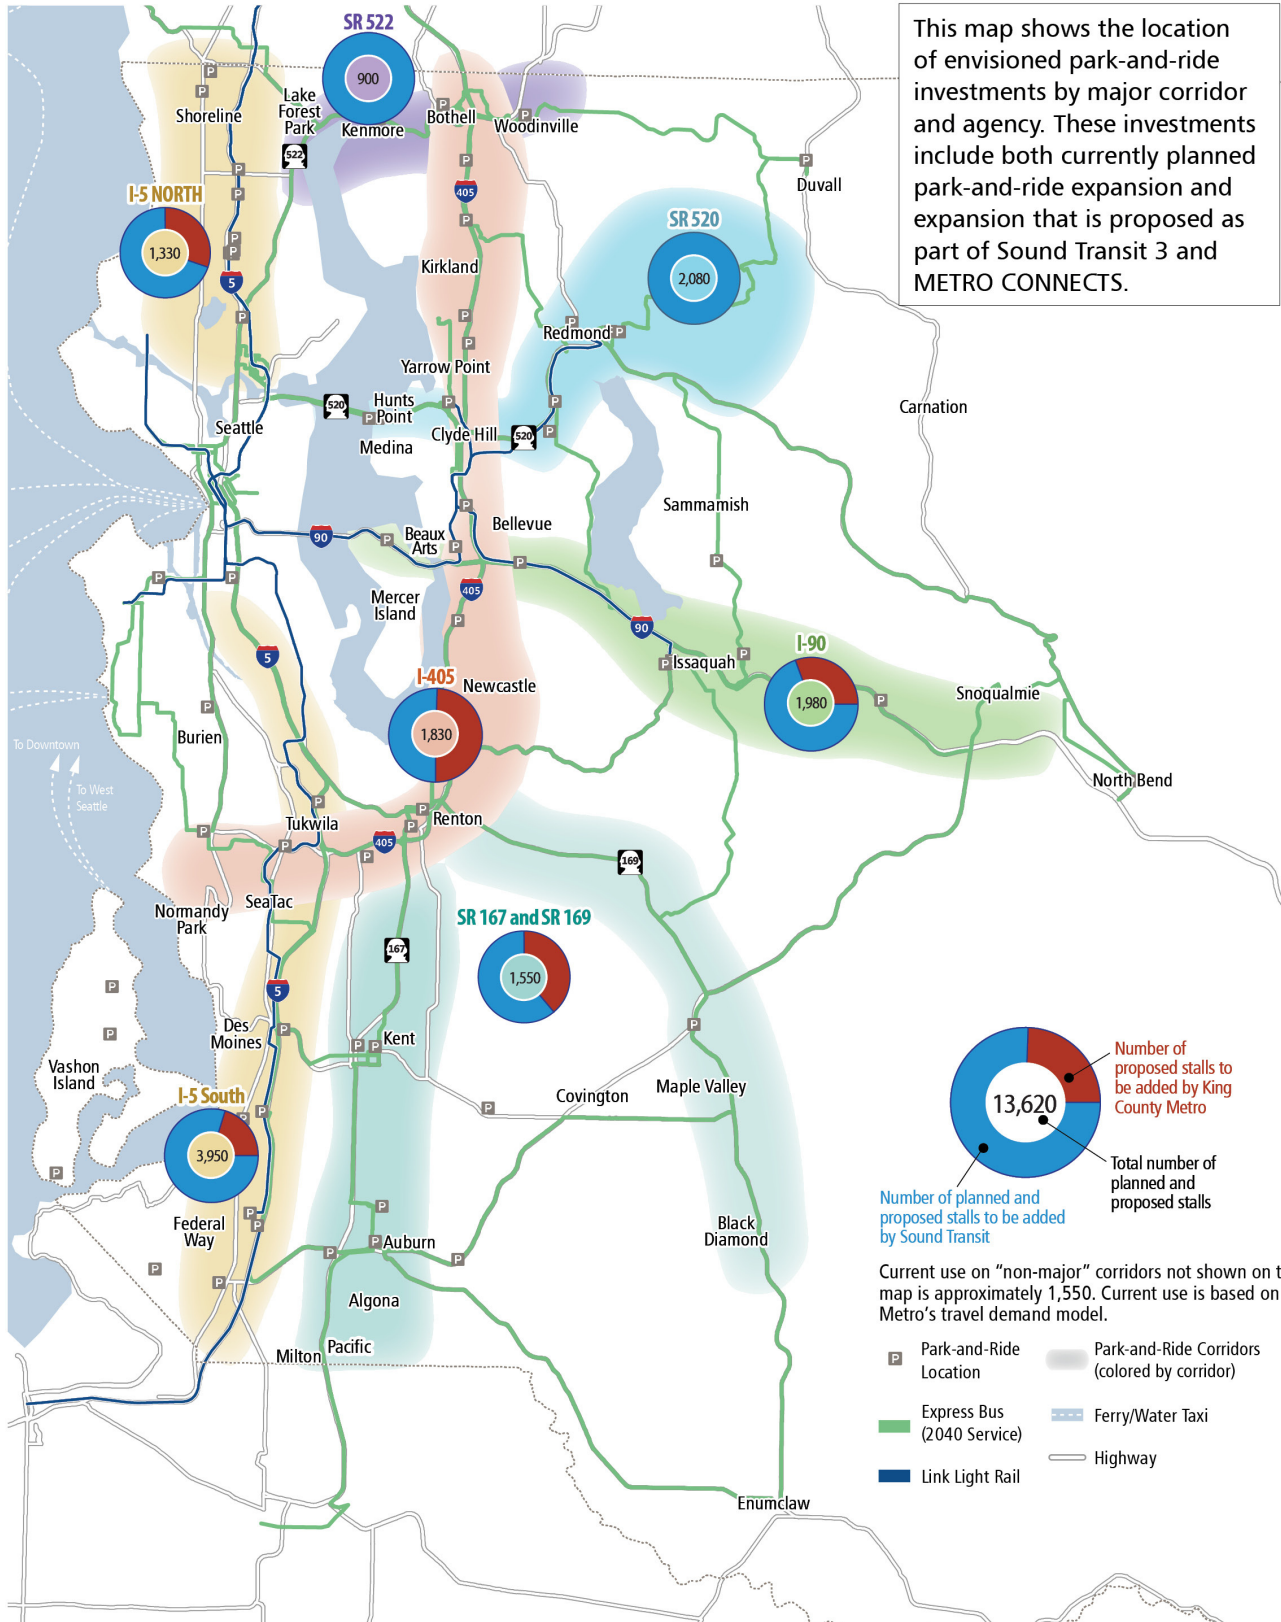 This map shows the location
of envisioned park-and-ride
investments by major corridor
and agency. These investments
include both currently planned
park-and-ride expansion and
expansion that is proposed as
part of Sound Transit 3 and
METRO CONNECTS.
SR 522
900
Lake
Forest
Park
Shoreline
Kenmore
Bothell
Woodinville
522
Duvall
405
I-5 NORTH
1,330
5
SR 520
2,080
Kirkland
Redmond
Yarrow Point
Hunts
Point
520
Carnation
Seattle
Clyde Hill
520
Medina
Sammamish
Bellevue
Beaux
Arts
90
405
Mercer
Island
90
5
I-90
1,980
Issaquah
I-405
1,830
Newcastle
Snoqualmie
Burien
To Downtown
To West
Seattle
North Bend
Tukwila
Renton
405
169
SeaTac
Normandy
Park
SR 167 and SR 169
1,550
167
5
Des
Moines
Kent
Vashon
Island
Maple Valley
Covington
I-5 South
3,950
Federal
Way
Auburn
Black
Diamond
Algona
Pacific
Milton
Enumclaw
Number of
proposed stalls to
be added by King
County Metro
13,620
Total number of
planned and
proposed stalls
Number of planned and
proposed stalls to be added
by Sound Transit
Current use on “non-major” corridors not shown on t
map is approximately 1,550. Current use is based on
Metro’s travel demand model.
P
Park-and-Ride
Location
Park-and-Ride Corridors
(colored by corridor)
Express Bus
(2040 Service)
Ferry/Water Taxi
Link Light Rail
Highway